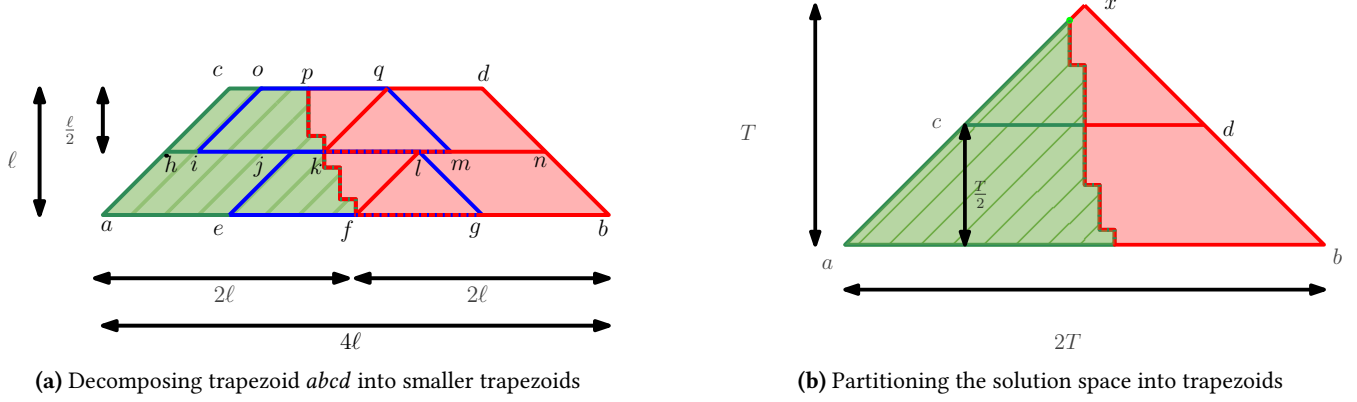 c o p q d
ℓ/2
ℓ
h i j k l m n
a e f g b
2ℓ 2ℓ
4ℓ
(a) Decomposing trapezoid abcd into smaller trapezoids
x
T
c d
T/2
a b
2T
(b) Partitioning the solution space into trapezoids